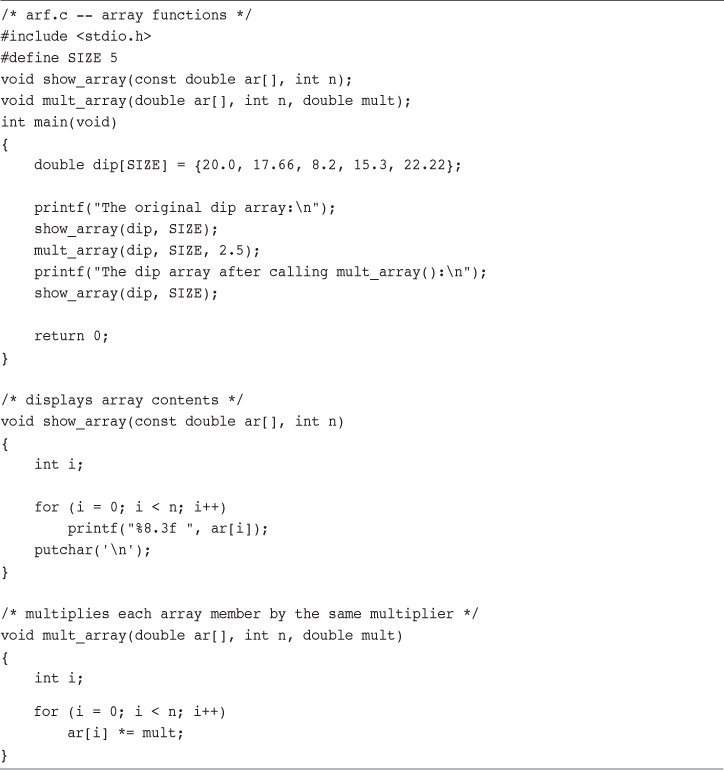 /* arf.c -- array functions */
#include <stdio.h>
#define SIZE 5
void show_array(const double ar[], int n);
void mult_array(double ar[], int n, double mult);
int main(void)
{
    double dip[SIZE] = {20.0, 17.66, 8.2, 15.3, 22.22};

    printf("The original dip array:\n");
    show_array(dip, SIZE);
    mult_array(dip, SIZE, 2.5);
    printf("The dip array after calling mult_array():\n");
    show_array(dip, SIZE);

    return 0;
}

/* displays array contents */
void show_array(const double ar[], int n)
{
    int i;

    for (i = 0; i < n; i++)
        printf("%8.3f ", ar[i]);
    putchar('\n');
}

/* multiplies each array member by the same multiplier */
void mult_array(double ar[], int n, double mult)
{
    int i;

    for (i = 0; i < n; i++)
        ar[i] *= mult;
}